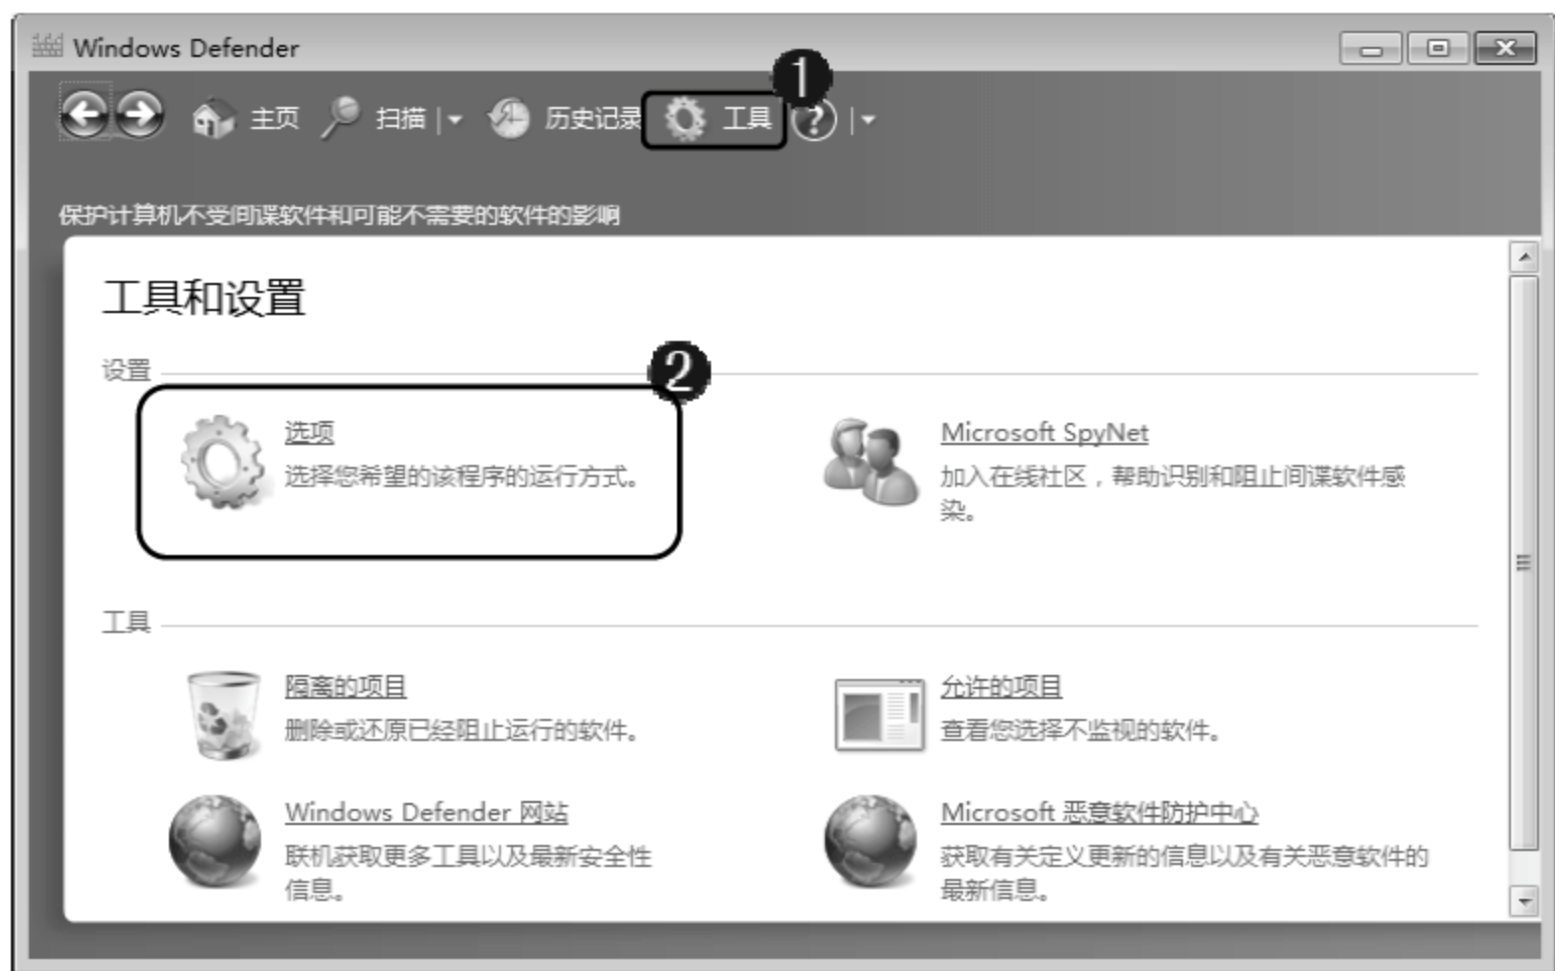 Windows Defender
主页 扫描 历史记录 工具 ❶
保护计算机不受间谍软件和可能不需要的软件的影响
工具和设置
设置
❷
选项
选择您希望的该程序的运行方式。
Microsoft SpyNet
加入在线社区，帮助识别和阻止间谍软件感
染。
工具
隔离的项目
删除或还原已经阻止运行的软件。
允许的项目
查看您选择不监视的软件。
Windows Defender 网站
联机获取更多工具以及最新安全性
信息。
Microsoft 恶意软件防护中心
获取有关定义更新的信息以及有关恶意软件的
最新信息。